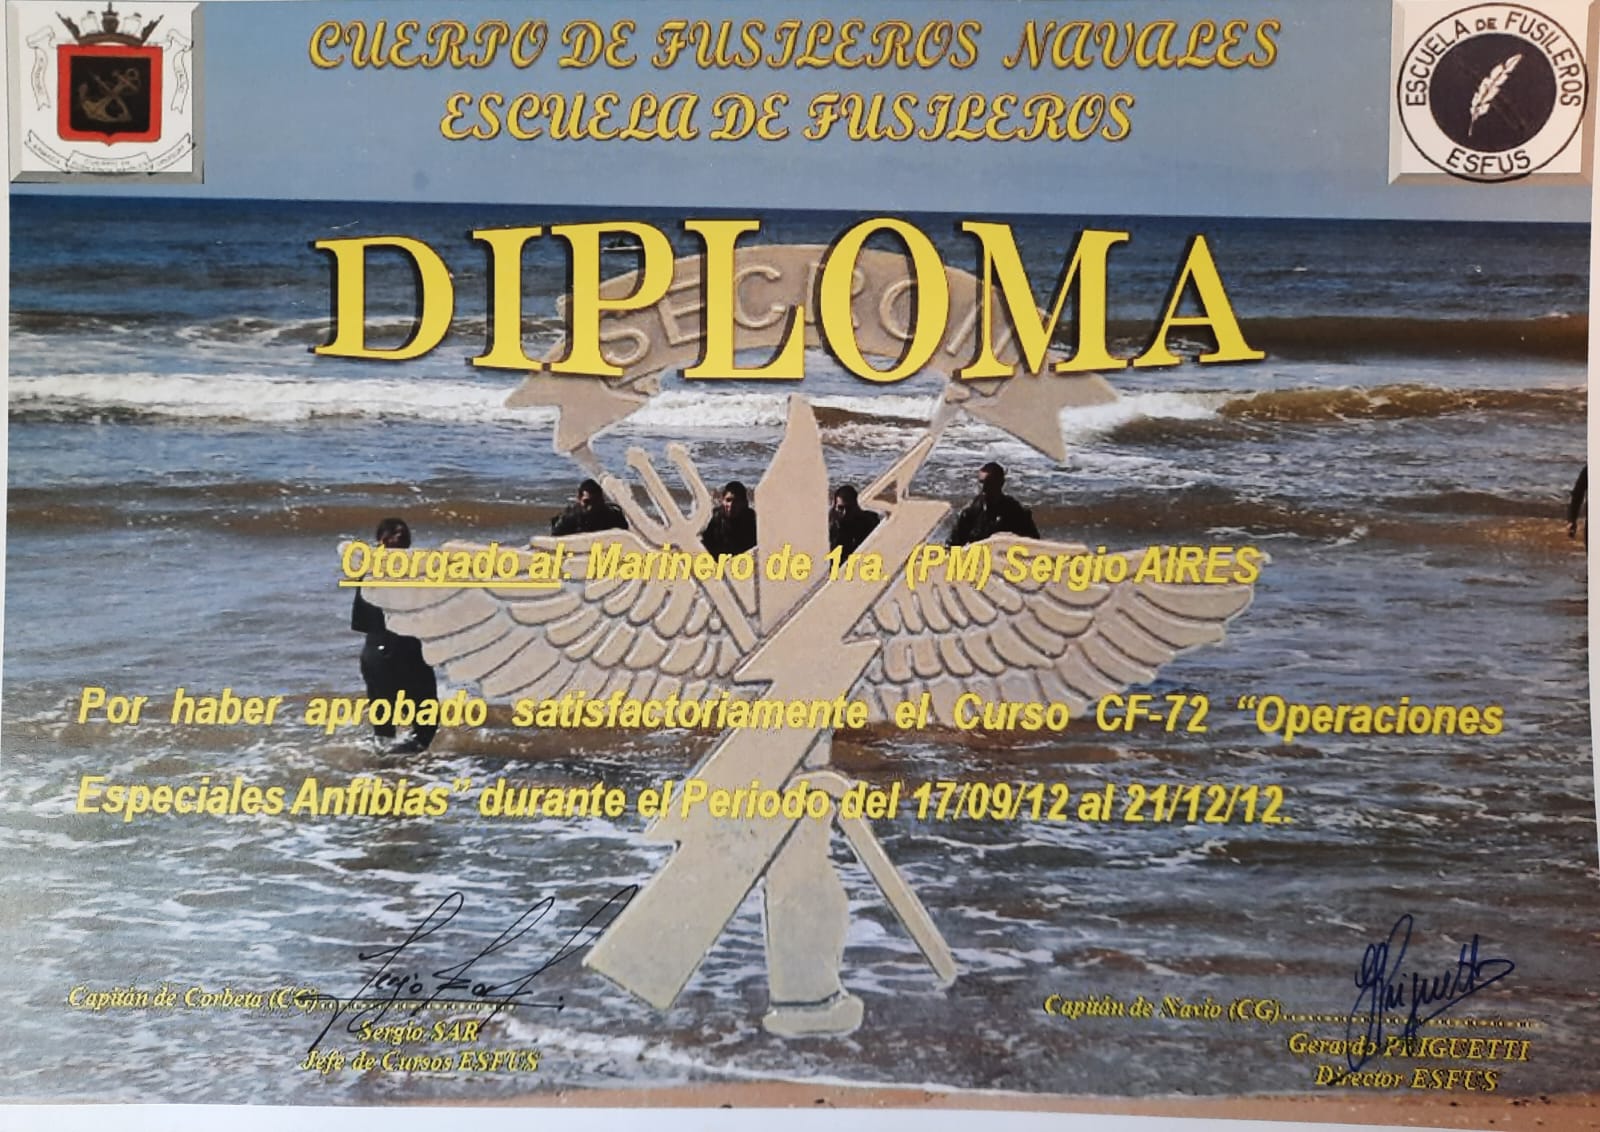 CUERPO DE FUSILEROS NAVALES
ESCUELA DE FUSILEROS
ESCUELA DE FUSILEROS
ESFUS
DIPLOMA
Otorgado al: Marinero de 1ra. (PM) Sergio AIRES
Por haber aprobado satisfactoriamente el Curso CF-72 “Operaciones
Especiales Anfibias” durante el Periodo del 17/09/12 al 21/12/12.
Capitán de Corbeta (CG)
Sergio SAR
Jefe de Cursos ESFUS
Capitán de Navio (CG)
Gerardo PRIGUETTI
Director ESFUS